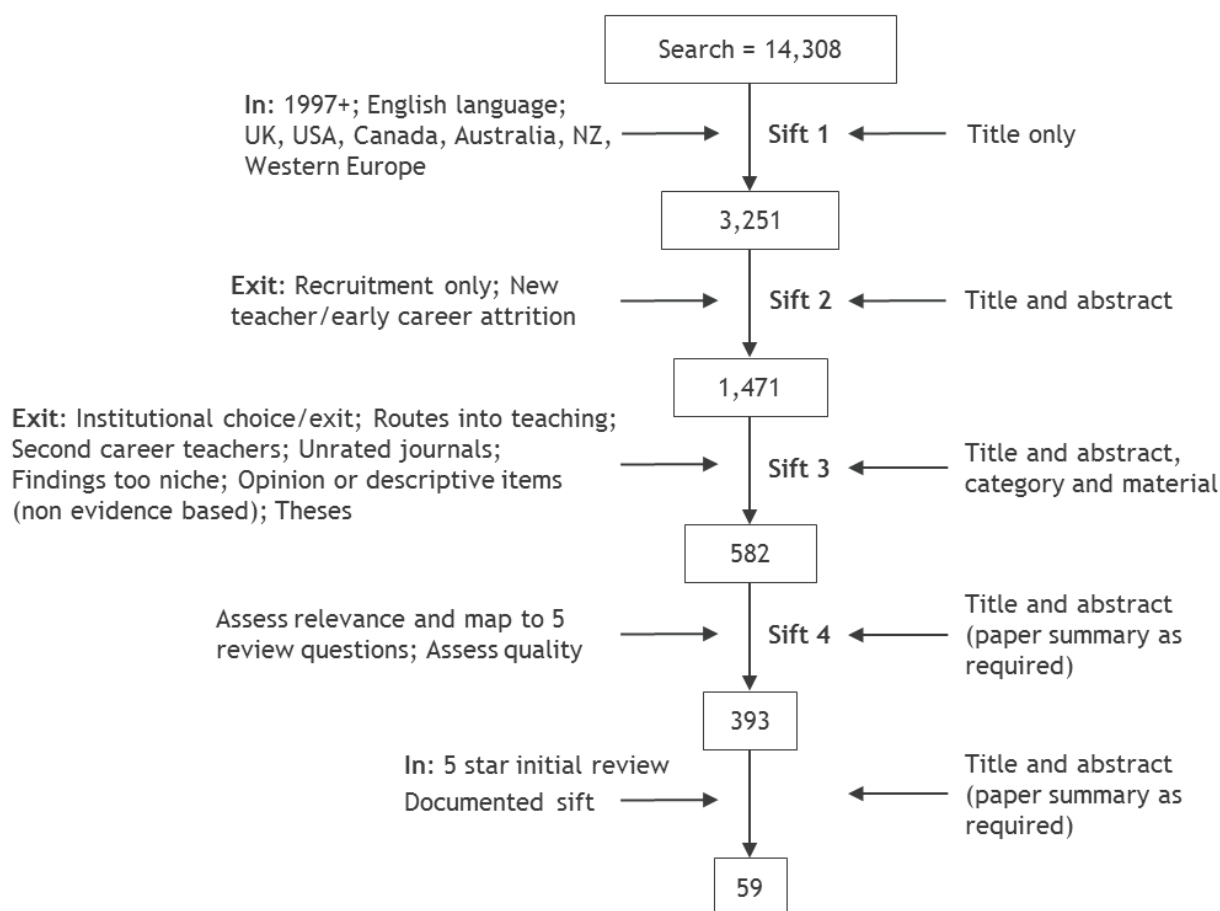 Search = 14,308
In: 1997+; English language;
UK, USA, Canada, Australia, NZ,
Western Europe
Sift 1
Title only
3,251
Exit: Recruitment only; New
teacher/early career attrition
Sift 2
Title and abstract
1,471
Exit: Institutional choice/exit; Routes into teaching;
Second career teachers; Unrated journals;
Findings too niche; Opinion or descriptive items
(non evidence based); Theses
Sift 3
Title and abstract,
category and material
582
Assess relevance and map to 5
review questions; Assess quality
Sift 4
Title and abstract
(paper summary as
required)
393
In: 5 star initial review
Documented sift
Title and abstract
(paper summary as
required)
59